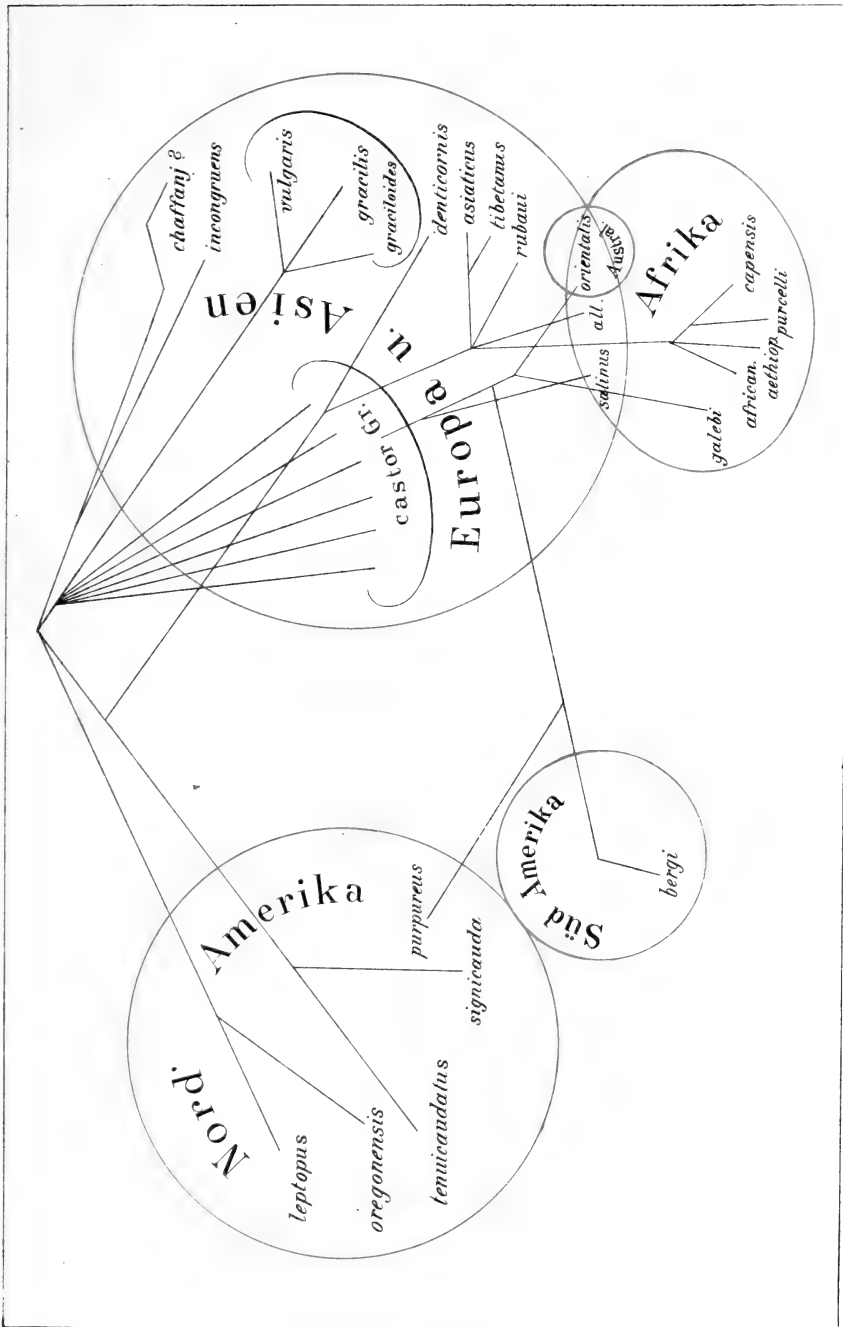 Nord.
Amerika
leptopus
oregonensis
tenuicaudatus
signicauda
purpureus
Süd Amerika
bergi
Europa u. Asien
castor Gr.
chaffanj ?
incongruens
vulgaris
gracilis
graciloides
denticornis
asiaticus
tibetanus
rubaui
all.
salinus
orientalis
Austral.
Afrika
galebi
african.
aethiop.
purcelli
capensis